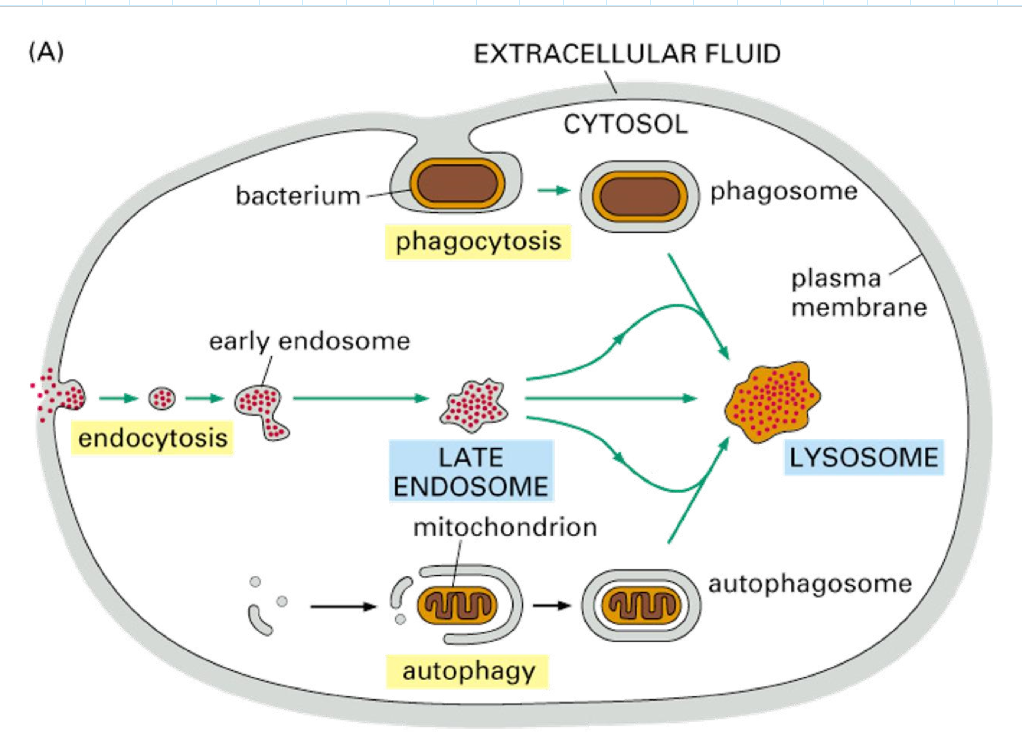 (A)
EXTRACELLULAR FLUID
CYTOSOL
bacterium
phagosome
phagocytosis
plasma
membrane
early endosome
endocytosis
LATE
ENDOSOME
LYSOSOME
mitochondrion
autophagosome
autophagy